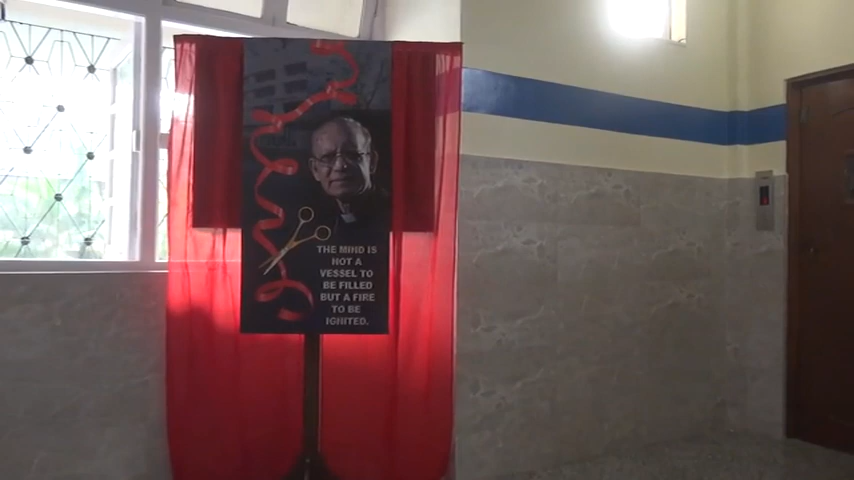 THE MIND IS
NOT A
VESSEL TO
BE FILLED
BUT A FIRE
TO BE
IGNITED.